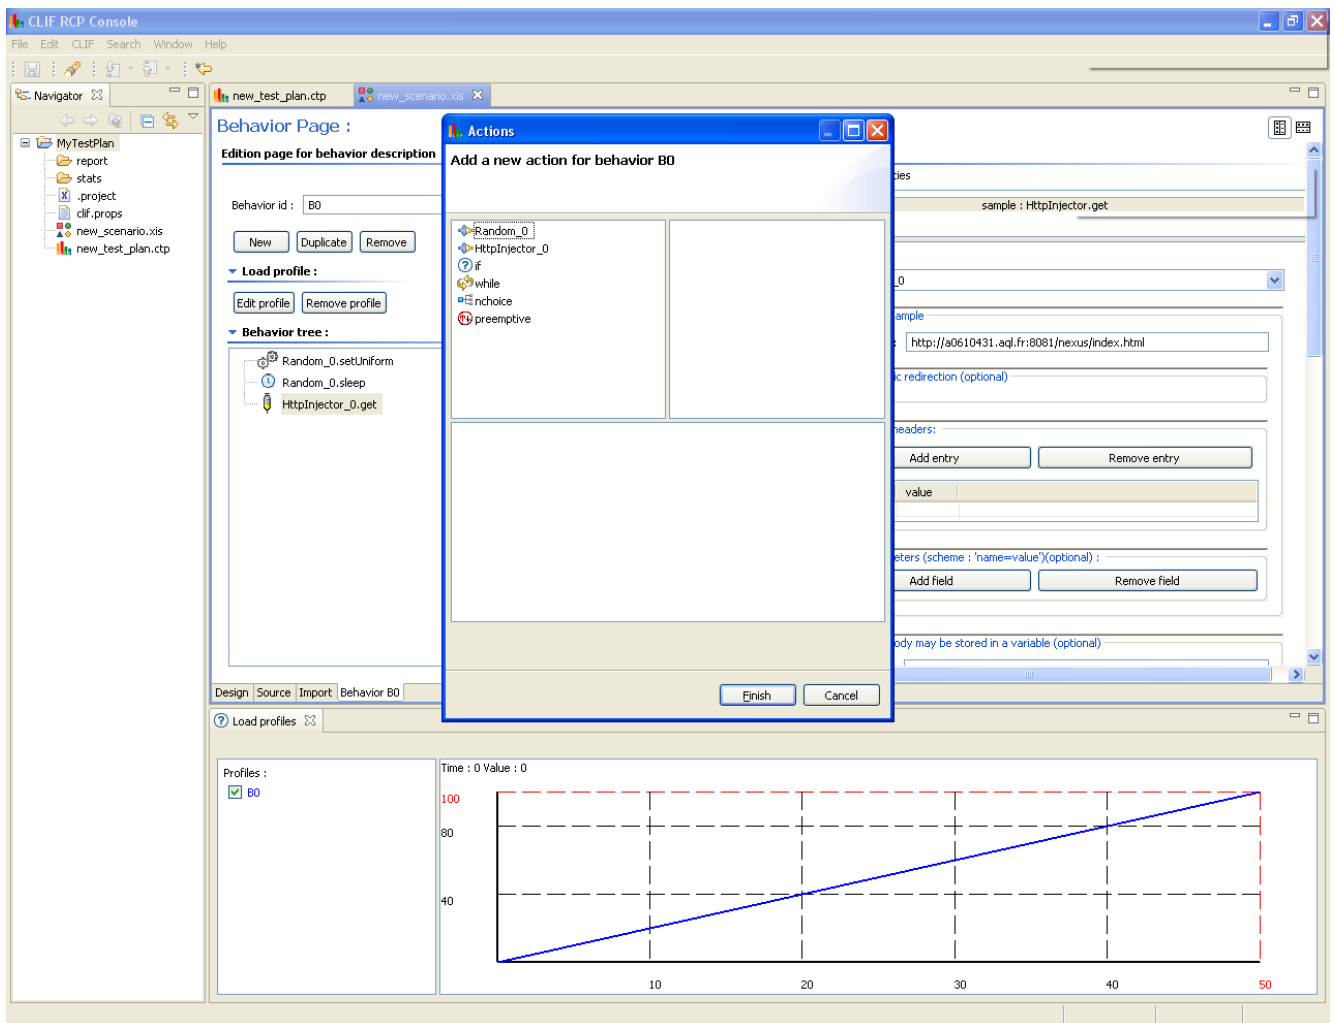 CLIF RCP Console
File Edit CLIF Search Window Help
Navigator
new_test_plan.ctp
new_scenario.xis
MyTestPlan
report
stats
.project
clif.props
new_scenario.xis
new_test_plan.ctp
Behavior Page :
Edition page for behavior description
Behavior id : B0
New Duplicate Remove
Load profile :
Edit profile Remove profile
Behavior tree :
Random_0.setUniform
Random_0.sleep
HttpInjector_0.get
Design Source Import Behavior B0
Actions
Add a new action for behavior B0
Random_0
HttpInjector_0
if
while
nchoice
preemptive
Finish Cancel
ies
sample : HttpInjector.get
_0
ample
: http://a0610431.aql.fr:8081/nexus/index.html
ic redirection (optional)
headers:
Add entry Remove entry
value
eters (scheme : 'name=value')(optional) :
Add field Remove field
ody may be stored in a variable (optional)
Load profiles
Profiles :
B0
Time : 0 Value : 0
100
80
40
10 20 30 40 50